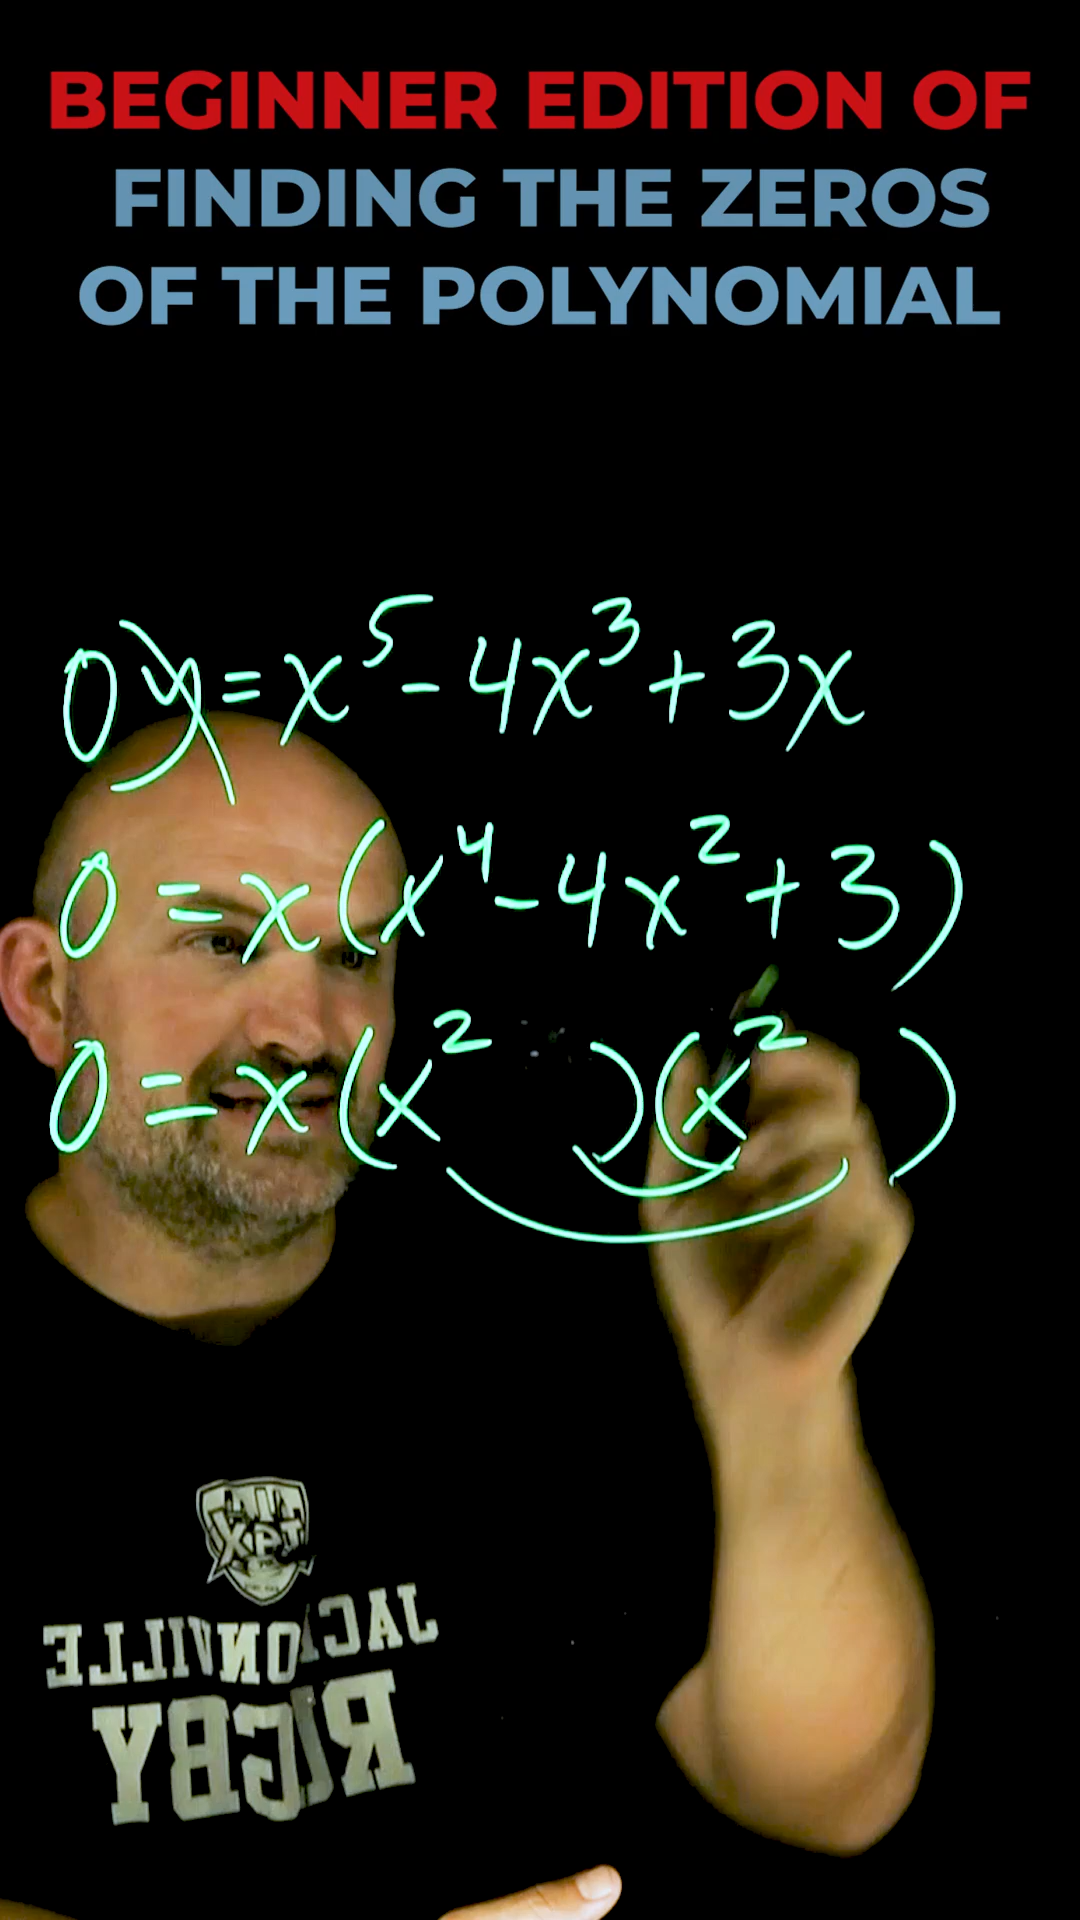 BEGINNER EDITION OF
FINDING THE ZEROS
OF THE POLYNOMIAL
0 y = x⁵ - 4x³ + 3x
0 = x(x⁴ - 4x² + 3)
0 = x(x² )(x² )
JACKSONVILLE
RUGBY